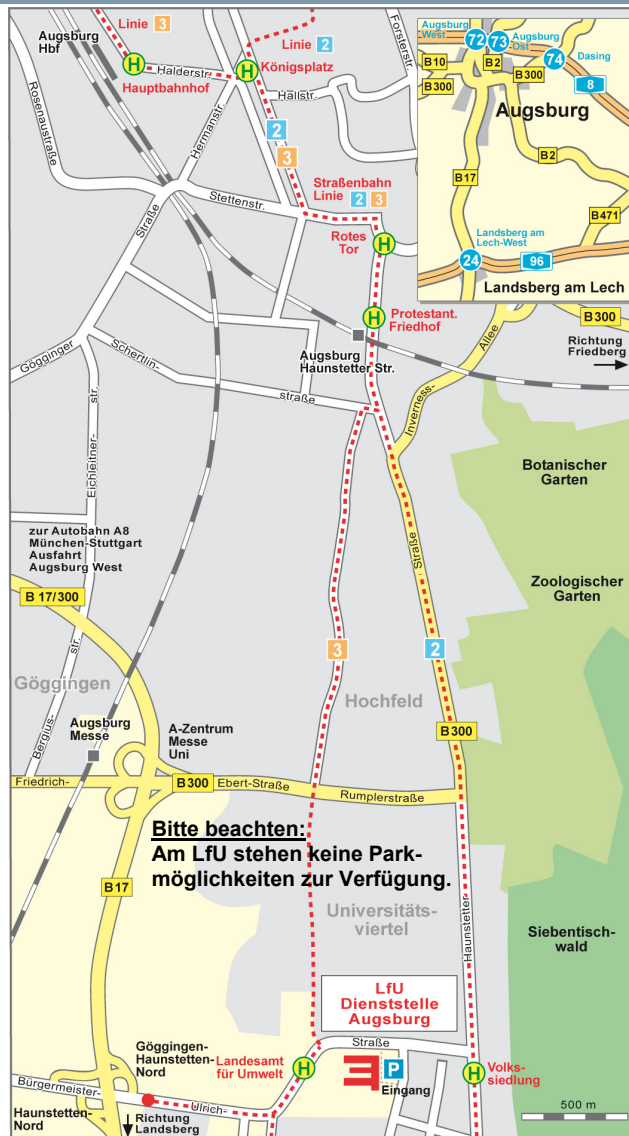 Linie 3
Augsburg
Hbf
Linie 2
Königsplatz
Halderstr.
Hauptbahnhof
Hallstr.
Forsterstr.
Rosenaustraße
Hermanstr.
2
3
Straßenbahn
Linie 2 3
Stettenstr.
Rotes
Tor
Straße
Gögginger
Protestant.
Friedhof
Augsburg
Haunstetter Str.
Schertlin-
straße
Augsburg
West
72
73
Augsburg
Ost
74
Dasing
B10
B2
B300
B300
8
Augsburg
B2
B17
B471
Landsberg am
Lech-West
24
96
Landsberg am Lech
B300
Richtung
Friedberg
Inverness-
Allee
Eichleitner-
str.
Botanischer
Garten
zur Autobahn A8
München-Stuttgart
Ausfahrt
Augsburg West
B 17/300
Straße
Zoologischer
Garten
3
2
Göggingen
Hochfeld
Bergius-
str.
Augsburg
Messe
A-Zentrum
Messe
Uni
B300
Friedrich-
B300
Ebert-Straße
Rumplerstraße
Bitte beachten:
Am LfU stehen keine Park-
möglichkeiten zur Verfügung.
B17
Universitäts-
viertel
Haunstetter
Siebentisch-
wald
LfU
Dienststelle
Augsburg
Straße
Göggingen-
Haunstetten-
Nord
Landesamt
für Umwelt
H
P
Eingang
H
Volks-
siedlung
Bürgermeister-
Ulrich-
Haunstetten-
Nord
Richtung
Landsberg
500 m
H
H
H
H